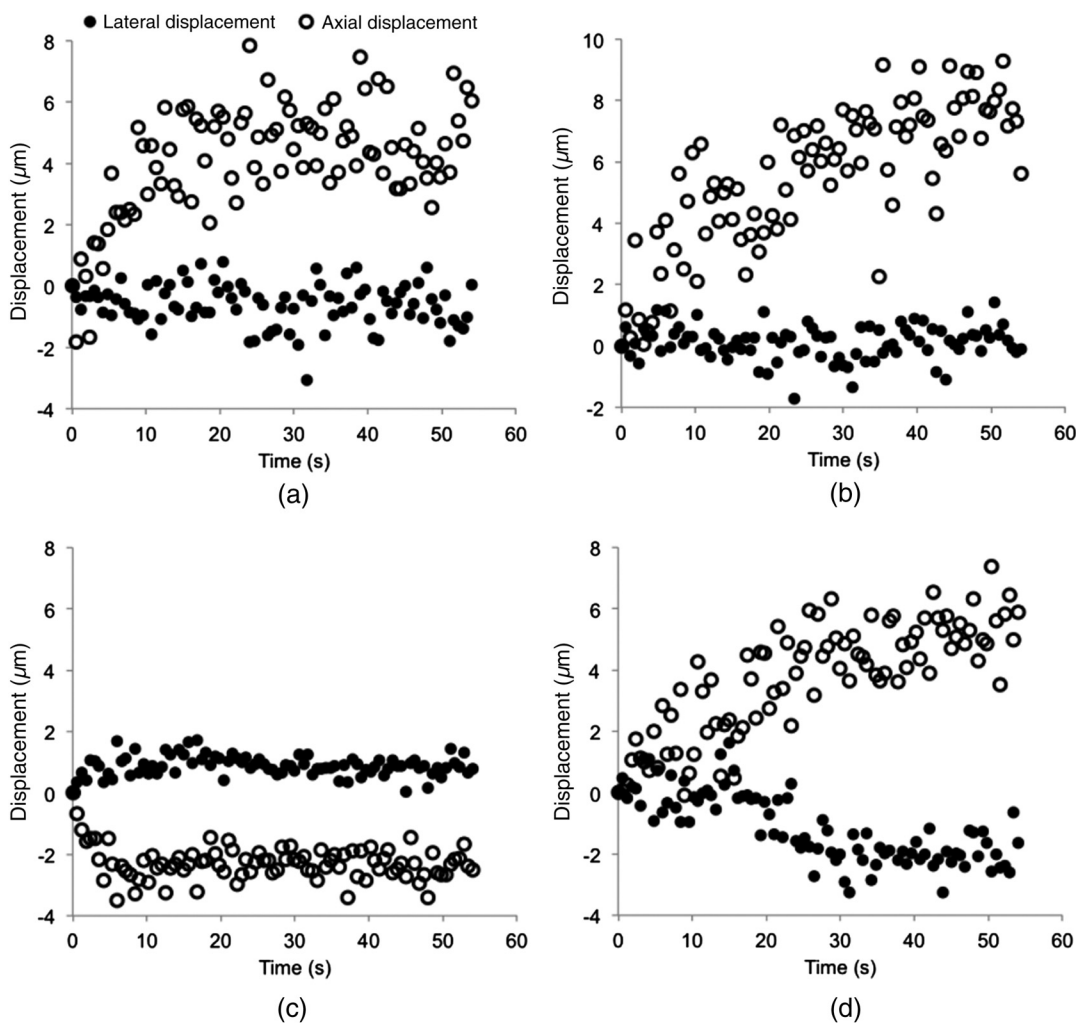 Lateral displacement Axial displacement
8
6
4
2
0
-2
-4
Displacement (µm)
0 10 20 30 40 50 60
Time (s)
(a)
10
8
6
4
2
0
-2
Displacement (µm)
0 10 20 30 40 50 60
Time (s)
(b)
8
6
4
2
0
-2
-4
Displacement (µm)
0 10 20 30 40 50 60
Time (s)
(c)
8
6
4
2
0
-2
-4
Displacement (µm)
0 10 20 30 40 50 60
Time (s)
(d)